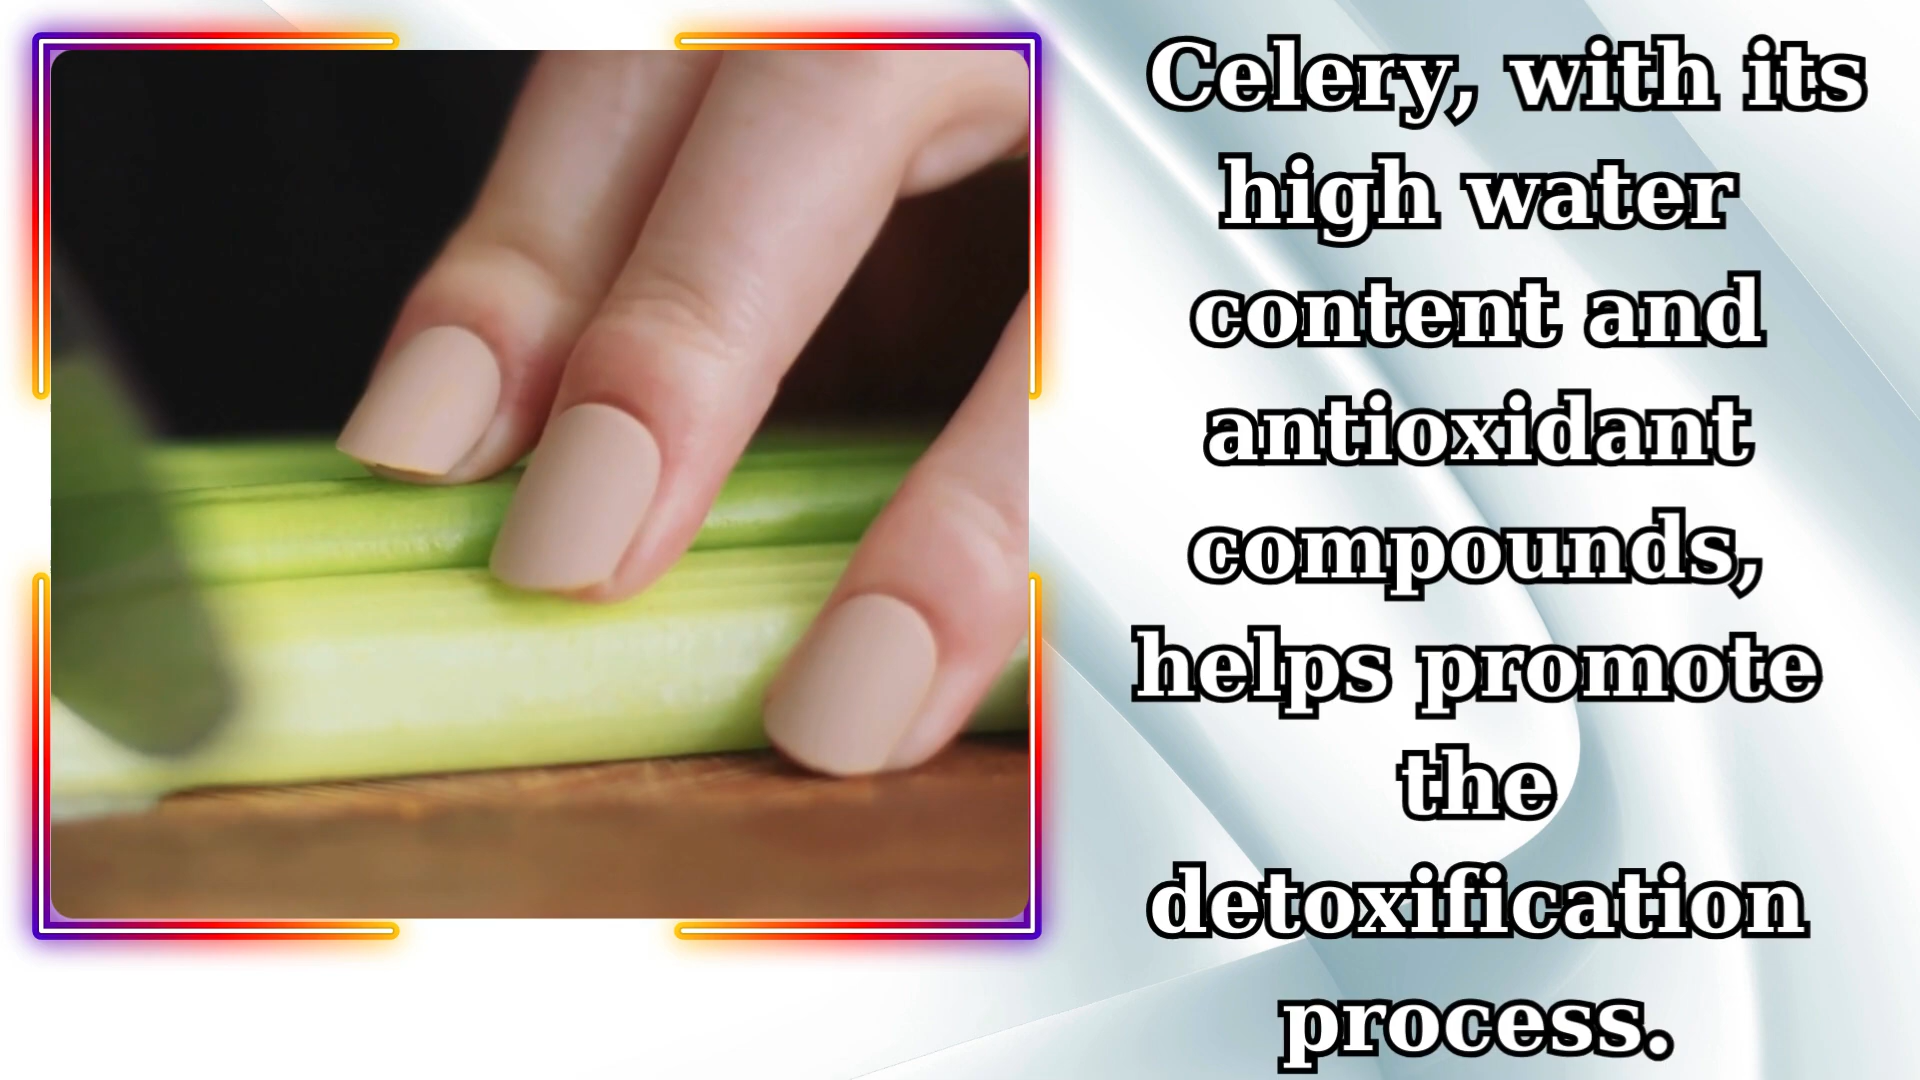 Celery, with its
high water
content and
antioxidant
compounds,
helps promote
the
detoxification
process.